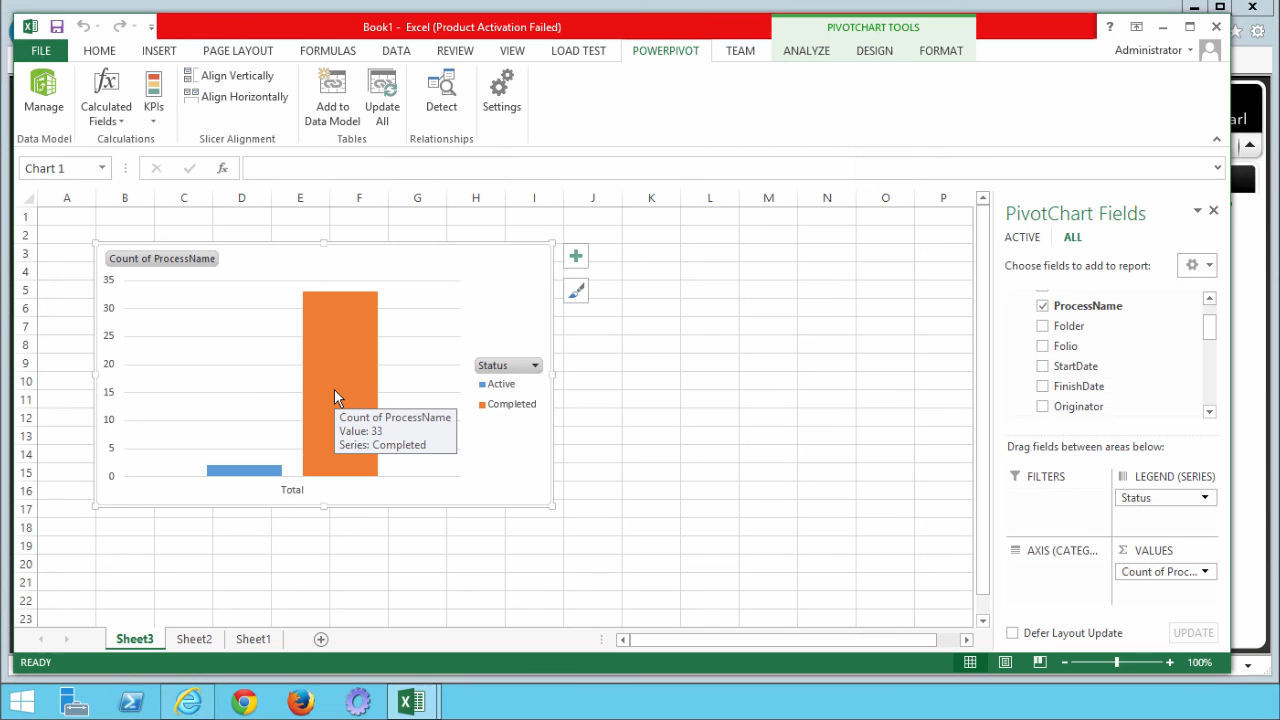 Book1 - Excel (Product Activation Failed)
PIVOTCHART TOOLS
?
FILE HOME INSERT PAGE LAYOUT FORMULAS DATA REVIEW VIEW LOAD TEST POWERPIVOT TEAM ANALYZE DESIGN FORMAT Administrator
Manage
Calculated Fields
KPIs
Align Vertically
Align Horizontally
Add to Data Model
Update All
Detect
Settings
Data Model Calculations Slicer Alignment Tables Relationships
arl
Chart 1
fx
A B C D E F G H I J K L M N O P
1
2
3
4
5
6
7
8
9
10
11
12
13
14
15
16
17
18
19
20
21
22
23
Count of ProcessName
35
30
25
20
15
10
5
0
Total
Status
Active
Completed
Count of ProcessName
Value: 33
Series: Completed
PivotChart Fields
ACTIVE ALL
Choose fields to add to report:
ProcessName
Folder
Folio
StartDate
FinishDate
Originator
Drag fields between areas below:
FILTERS
LEGEND (SERIES)
Status
AXIS (CATEG...
VALUES
Count of Proc...
Defer Layout Update UPDATE
Sheet3 Sheet2 Sheet1
READY 100%